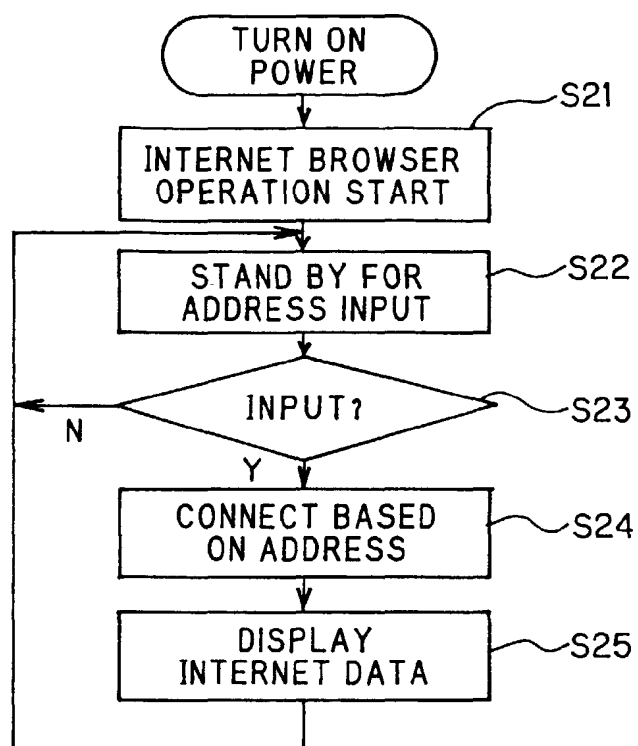 TURN ON
POWER
S21
INTERNET BROWSER
OPERATION START
S22
STAND BY FOR
ADDRESS INPUT
INPUT?
S23
N
Y
S24
CONNECT BASED
ON ADDRESS
S25
DISPLAY
INTERNET DATA